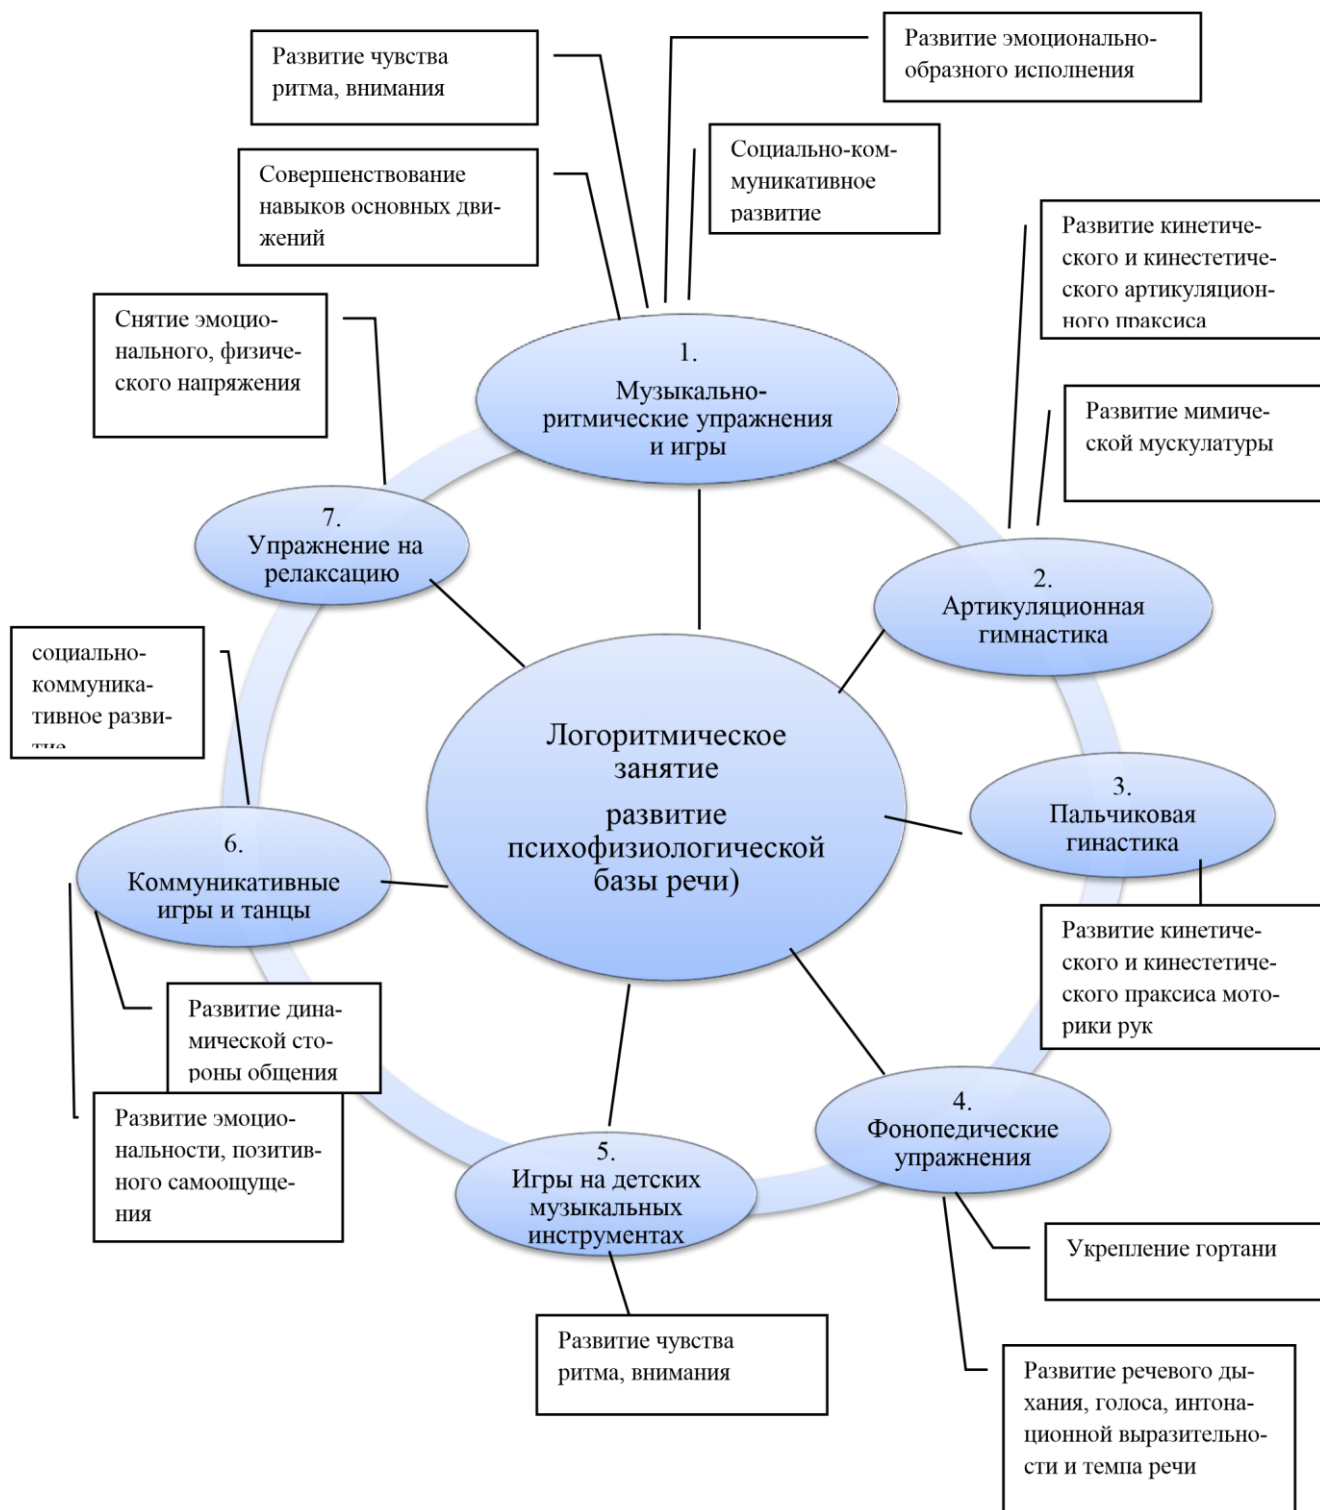 Развитие чувства
ритма, внимания
Развитие эмоционально-
образного исполнения
Совершенствование
навыков основных дви-
жений
Социально-ком-
муникативное
развитие
Развитие кинетиче-
ского и кинестетиче-
ского артикуляцион-
ного праксиса
Снятие эмоцио-
нального, физиче-
ского напряжения
1.
Музыкально-
ритмические упражнения
и игры
Развитие мимиче-
ской мускулатуры
7.
Упражнение на
релаксацию
2.
Артикуляционная
гимнастика
социально-
коммуника-
тивное разви-
тие
Логоритмическое
занятие
развитие
психофизиологической
базы речи)
3.
Пальчиковая
гинастика
6.
Коммуникативные
игры и танцы
Развитие кинетиче-
ского и кинестетиче-
ского праксиса мото-
рики рук
Развитие дина-
мической сто-
роны общения
Развитие эмоцио-
нальности, позитив-
ного самоощуще-
ния
4.
Фонопедические
упражнения
5.
Игры на детских
музыкальных
инструментах
Укрепление гортани
Развитие чувства
ритма, внимания
Развитие речевого ды-
хания, голоса, интона-
ционной выразительно-
сти и темпа речи